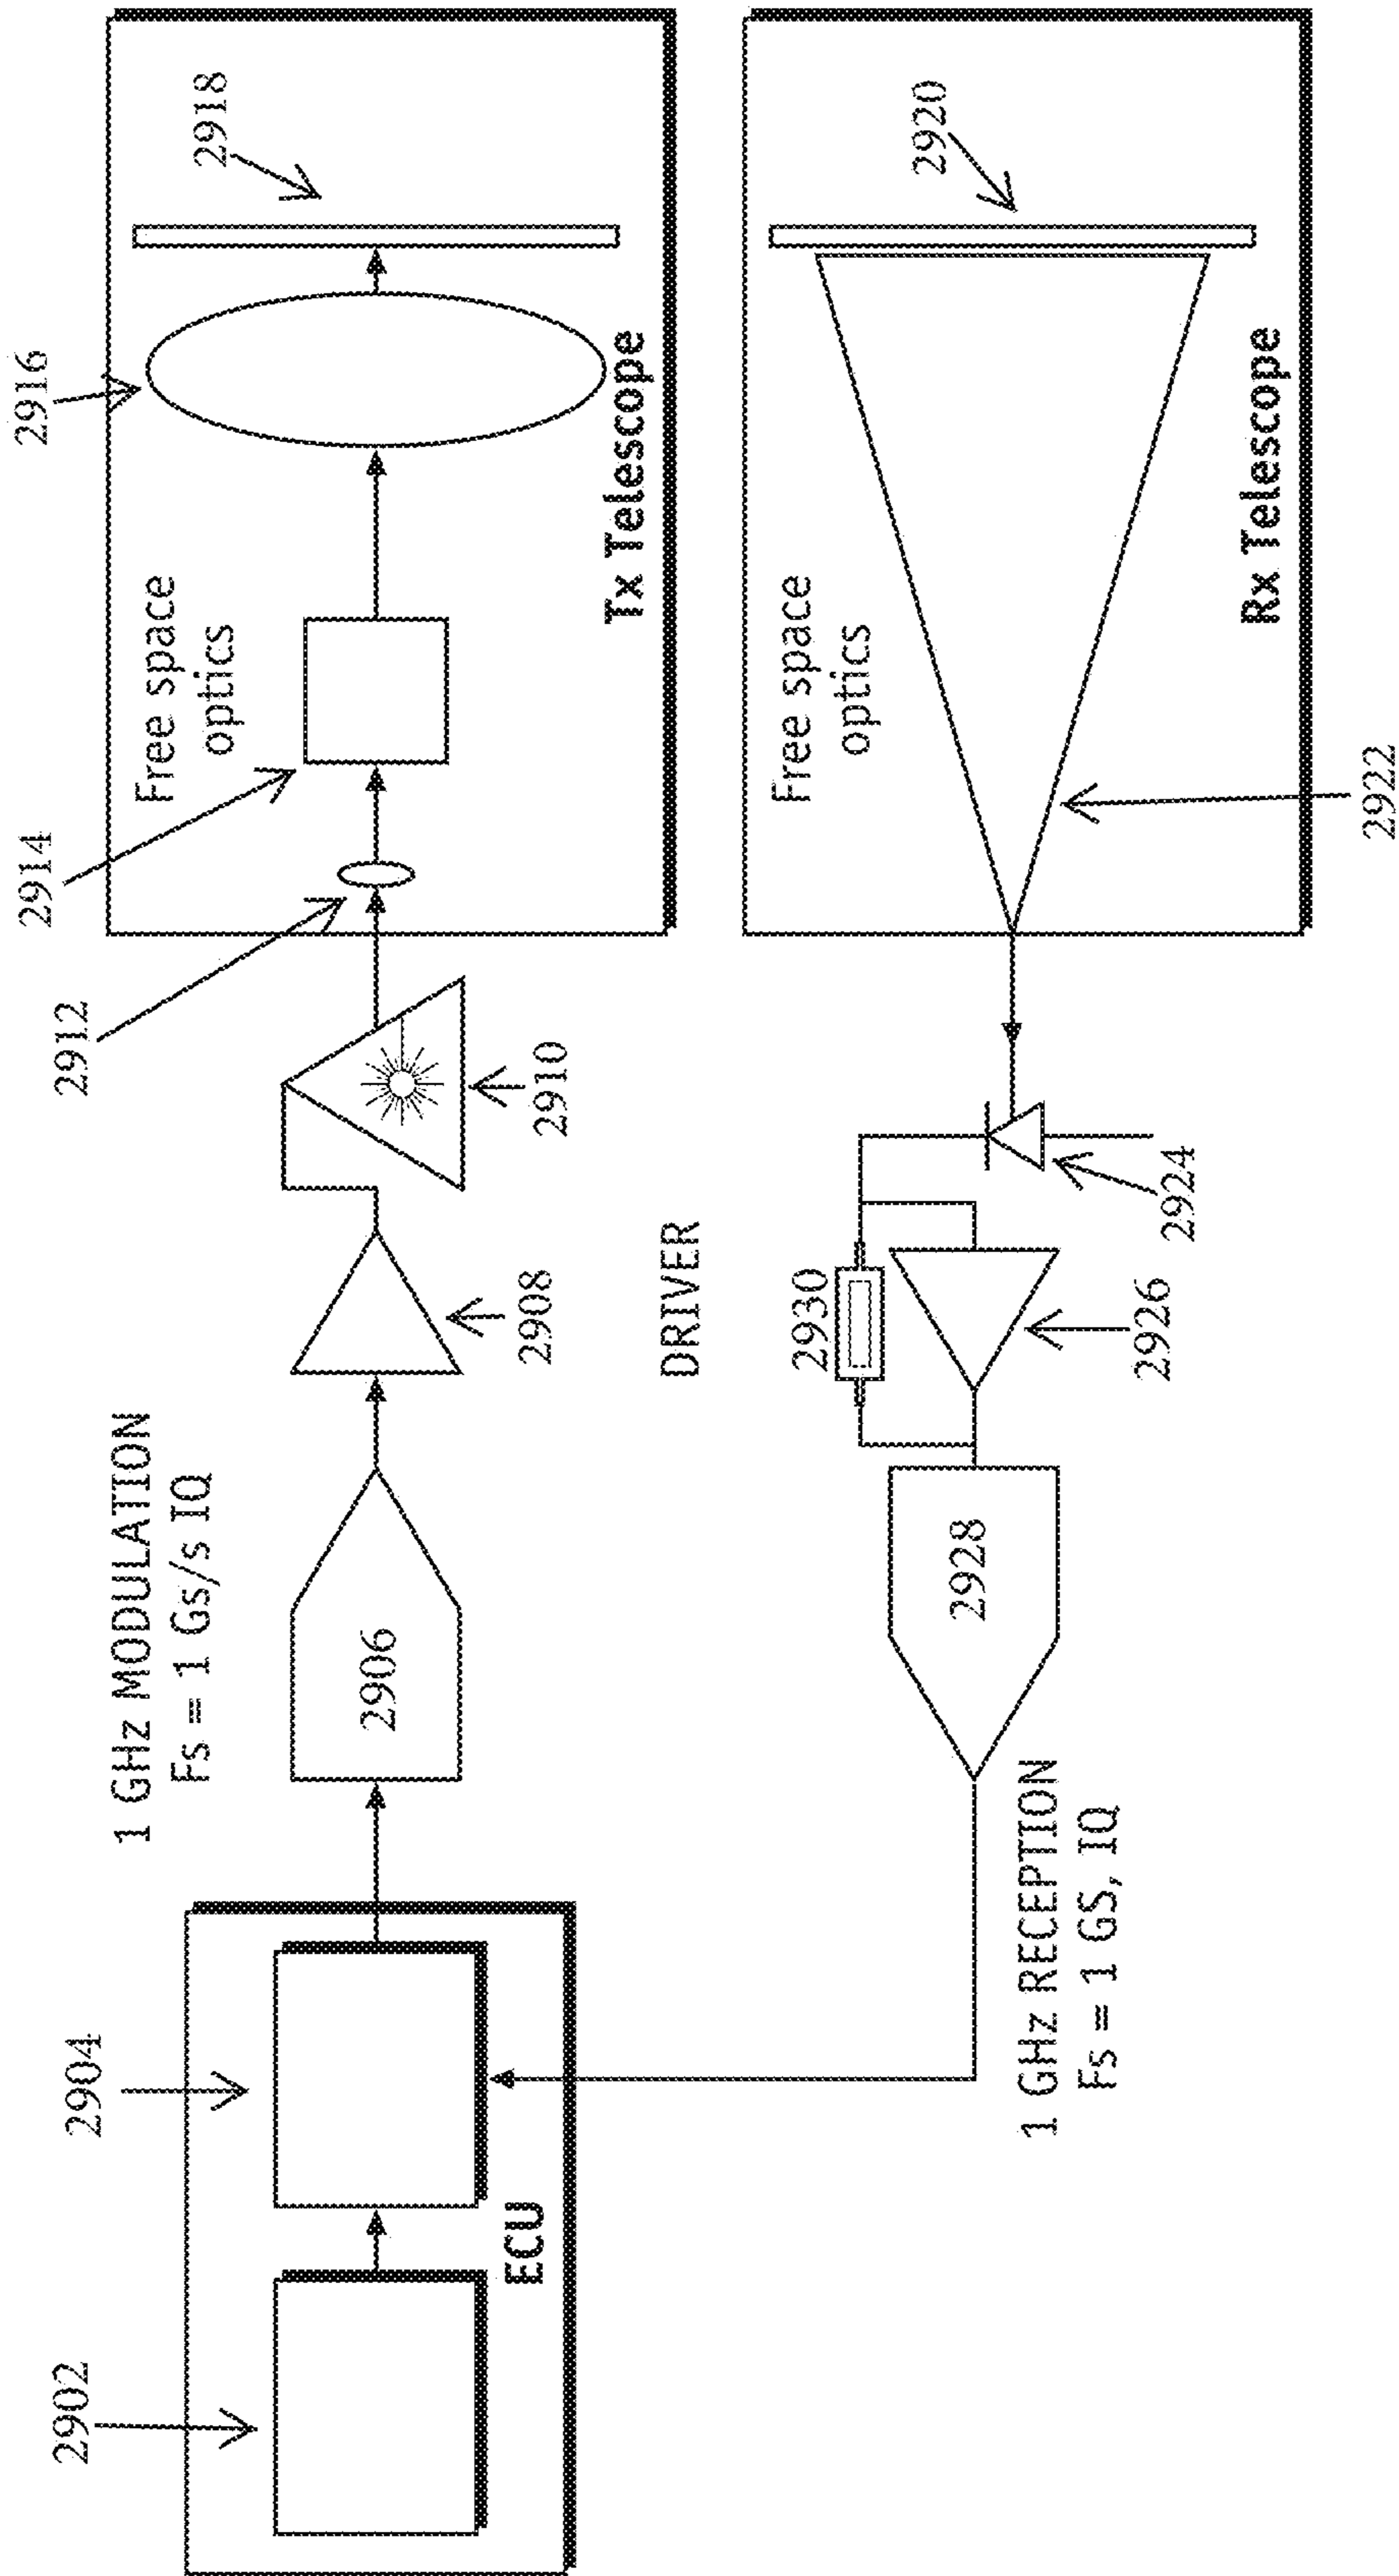 2902
2904
ECU
1 GHz MODULATION
Fs = 1 Gs/s IQ
2906
2908
2910
2912
2914
2916
2918
Free space
optics
Tx Telescope
DRIVER
1 GHz RECEPTION
Fs = 1 GS, IQ
2928
2930
2926
2924
Free space
optics
Rx Telescope
2920
2922